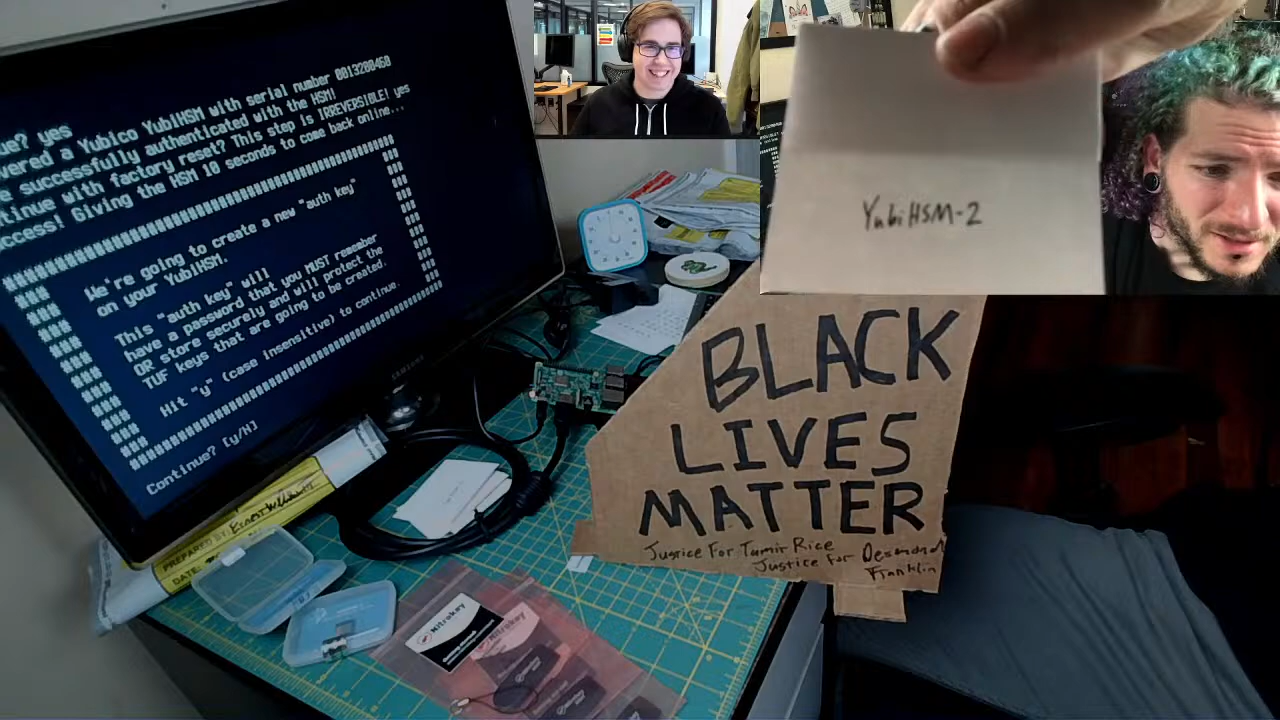 ue? yes
vered a Yubico YubiHSM with serial number 0013200450
e successfully authenticated with the HSM!
ntinue with factory reset? This step is IRREVERSIBLE! yes
ccess! Giving the HSM 10 seconds to come back online...
We're going to create a new "auth key"
on your YubiHSM.
This "auth key" will
have a password that you MUST remember
OR store securely and will protect the
TUF keys that are going to be created.
Hit "y" (case insensitive) to continue.
Continue? [y/N]
PREPARED BY:
DATE:
YubiHSM-2
BLACK
LIVES
MATTER
Justice For Tamir Rice
Justice For Desmond
Franklin
Nitrokey
Nitrokey